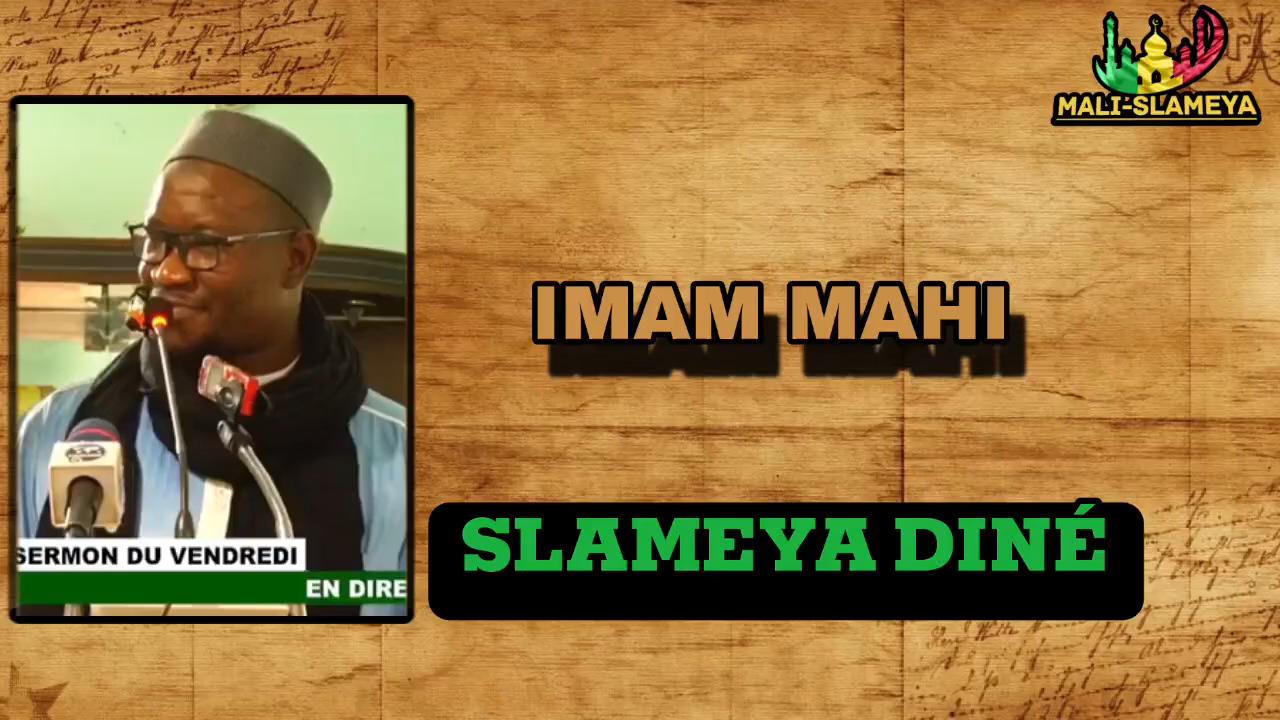 MALI-SLAMEYA
IMAM MAHI
SLAMEYA DINÉ
SERMON DU VENDREDI
EN DIRE